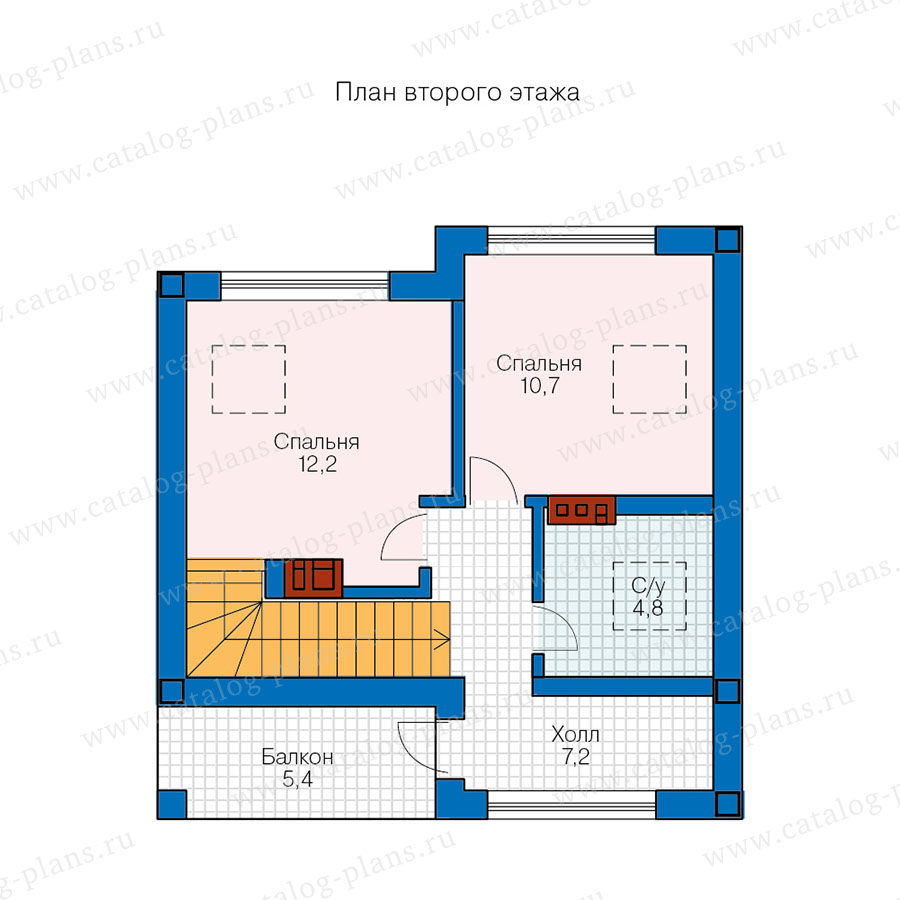 План второго этажа
Спальня
10,7
Спальня
12,2
С/у
4,8
Холл
7,2
Балкон
5,4
www.catalog-plans.ru